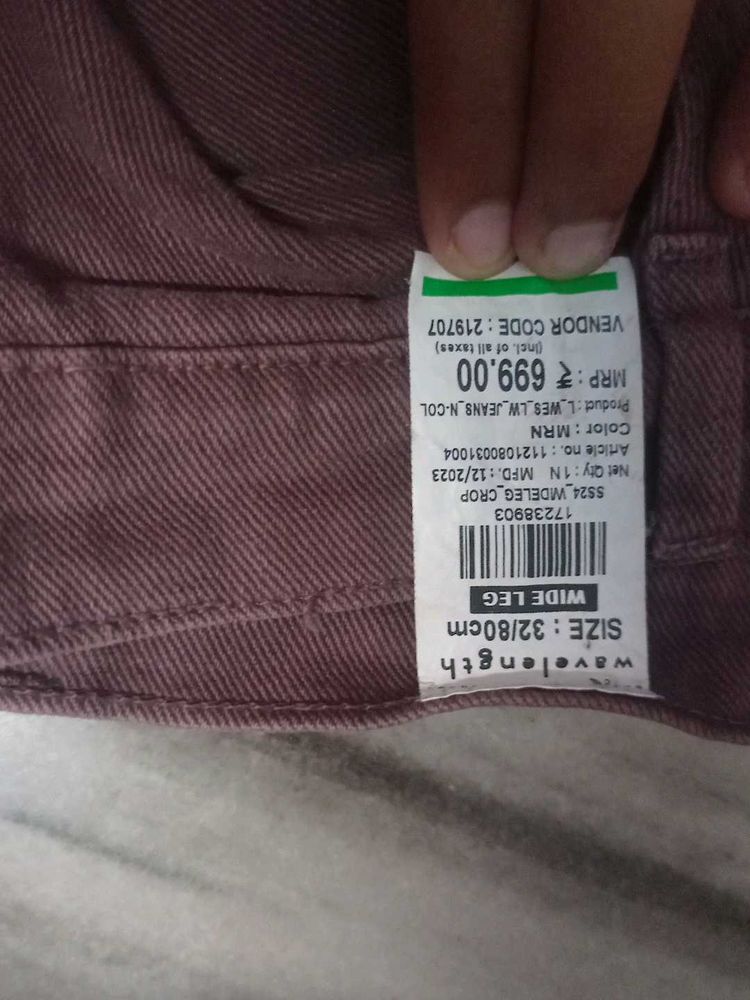 wavelength
SIZE : 32/80cm
WIDE LEG
17238903
SS24_WIDELEG_CROP
Net Qty : 1N MFD.: 12/2023
Article no. : 1121080031004
Color : MRN
Product : L_WES_LW_JEANS_N-COL
MRP : ₹ 699.00
(Incl. of all taxes)
VENDOR CODE : 219707